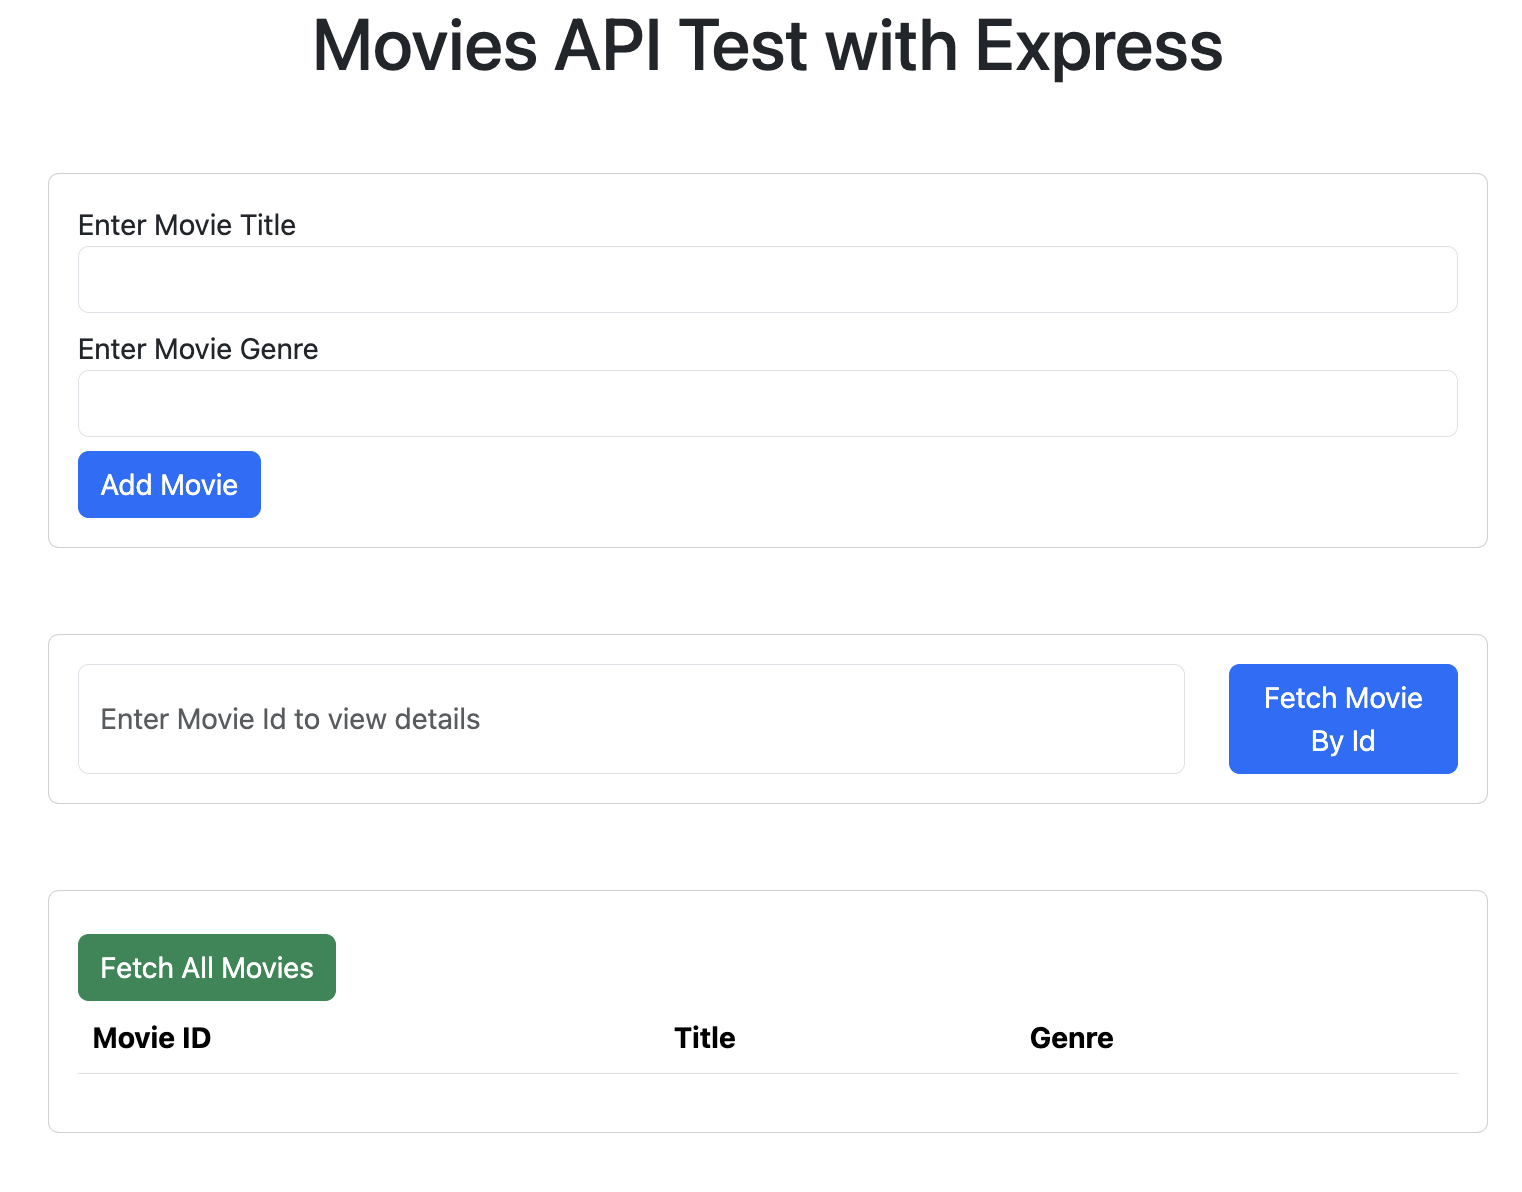 Movies API Test with Express
Enter Movie Title
Enter Movie Genre
Add Movie
Enter Movie Id to view details
Fetch Movie
By Id
Fetch All Movies
Movie ID Title Genre